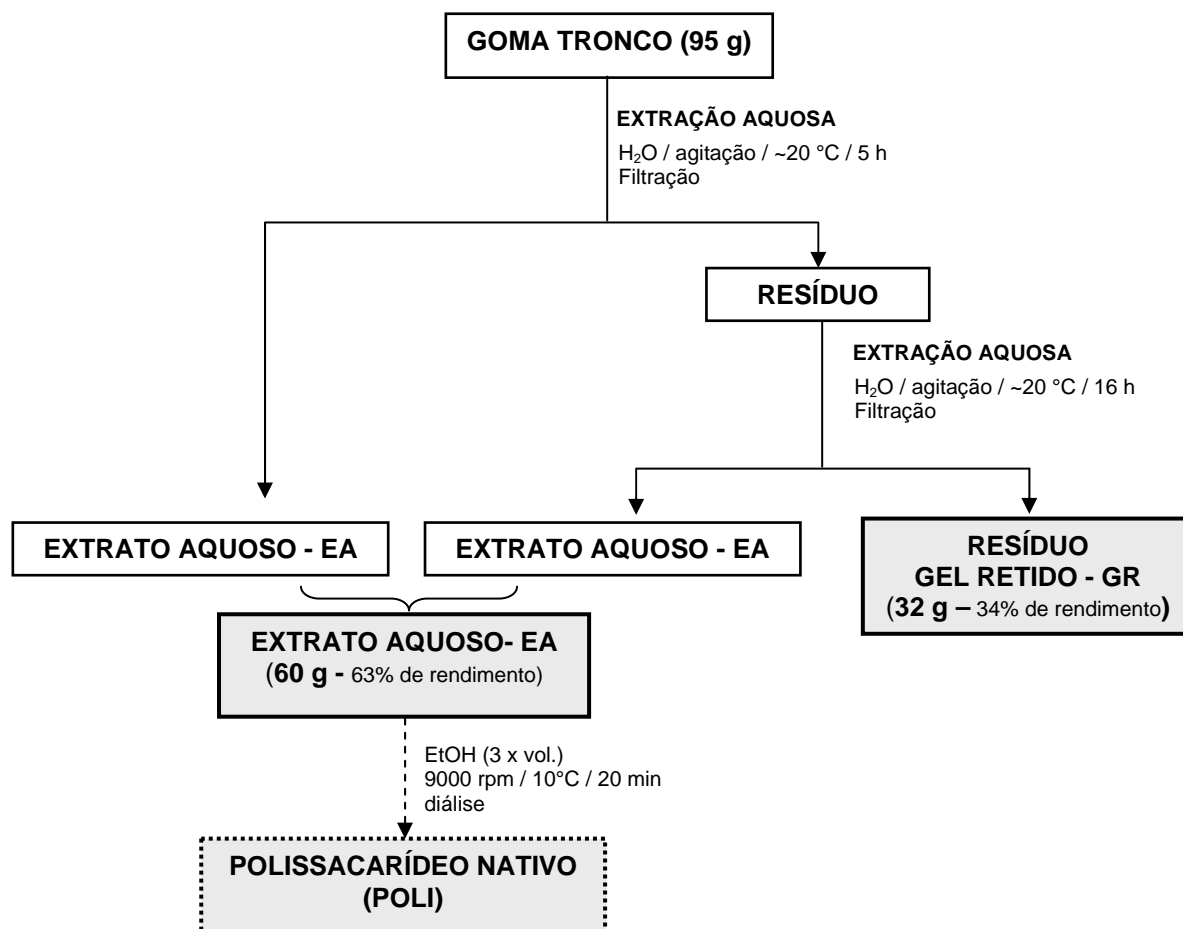 GOMA TRONCO (95 g)
EXTRAÇÃO AQUOSA
H₂O / agitação / ~20 °C / 5 h
Filtração
RESÍDUO
EXTRAÇÃO AQUOSA
H₂O / agitação / ~20 °C / 16 h
Filtração
EXTRATO AQUOSO - EA
EXTRATO AQUOSO - EA
RESÍDUO
GEL RETIDO - GR
(32 g – 34% de rendimento)
EXTRATO AQUOSO- EA
(60 g - 63% de rendimento)
EtOH (3 x vol.)
9000 rpm / 10°C / 20 min
diálise
POLISSACARÍDEO NATIVO
(POLI)